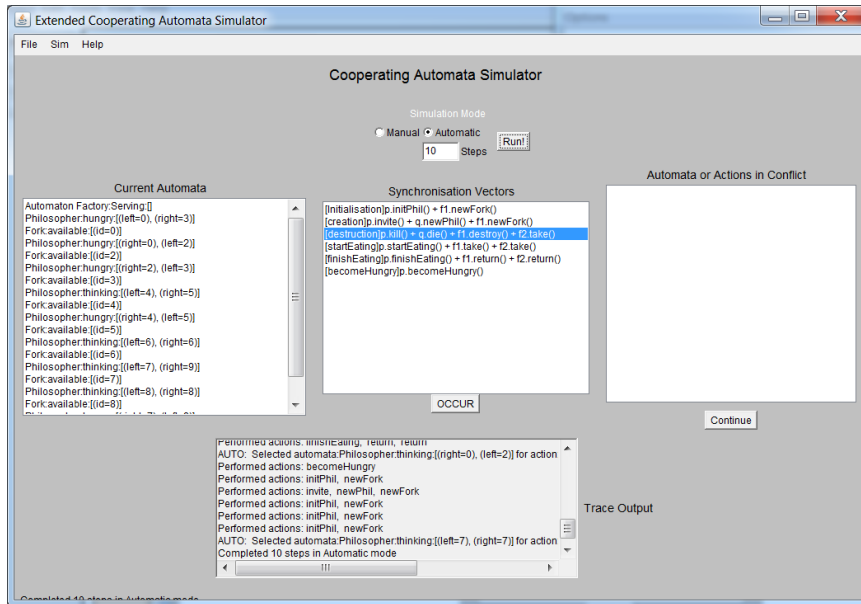 Extended Cooperating Automata Simulator
File Sim Help
Cooperating Automata Simulator
Simulation Mode
Manual Automatic
10 Steps Run!
Current Automata
Automaton Factory:Serving:[]
Philosopher:hungry:[(left=0), (right=3)]
Fork:available:[(id=0)]
Philosopher:hungry:[(right=0), (left=2)]
Fork:available:[(id=2)]
Philosopher:hungry:[(right=2), (left=3)]
Fork:available:[(id=3)]
Philosopher:thinking:[(left=4), (right=5)]
Fork:available:[(id=4)]
Philosopher:hungry:[(right=4), (left=5)]
Fork:available:[(id=5)]
Philosopher:thinking:[(left=6), (right=6)]
Fork:available:[(id=6)]
Philosopher:thinking:[(left=7), (right=9)]
Fork:available:[(id=7)]
Philosopher:thinking:[(left=8), (right=8)]
Fork:available:[(id=8)]
Synchronisation Vectors
[Initialisation]p.initPhil() + f1.newFork()
[creation]p.invite() + q.newPhil() + f1.newFork()
[destruction]p.kill() + q.die() + f1.destroy() + f2.take()
[startEating]p.startEating() + f1.take() + f2.take()
[finishEating]p.finishEating() + f1.return() + f2.return()
[becomeHungry]p.becomeHungry()
OCCUR
Automata or Actions in Conflict
Continue
Performed actions: finishEating, return, return
AUTO: Selected automata:Philosopher:thinking:[(right=0), (left=2)] for action
Performed actions: becomeHungry
Performed actions: initPhil, newFork
Performed actions: invite, newPhil, newFork
Performed actions: initPhil, newFork
Performed actions: initPhil, newFork
Performed actions: initPhil, newFork
AUTO: Selected automata:Philosopher:thinking:[(left=7), (right=7)] for action
Completed 10 steps in Automatic mode
Trace Output
Completed 10 steps in Automatic mode